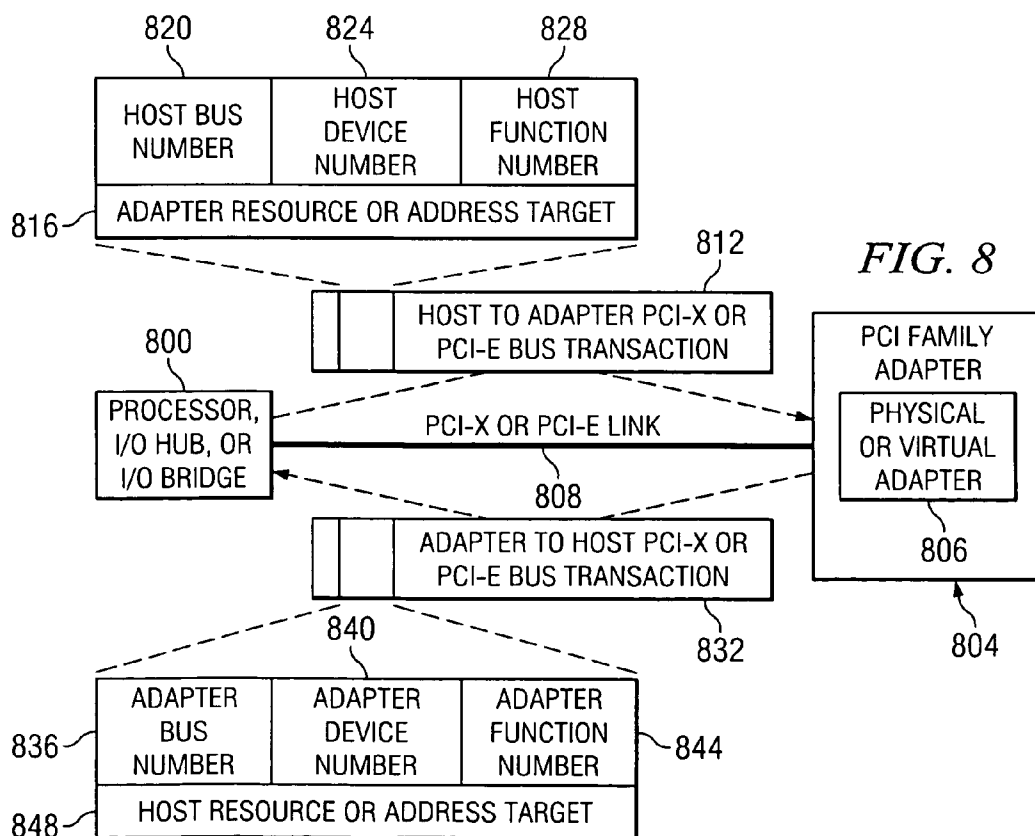 820
824
828
HOST BUS
NUMBER
HOST
DEVICE
NUMBER
HOST
FUNCTION
NUMBER
816
ADAPTER RESOURCE OR ADDRESS TARGET
812
FIG. 8
HOST TO ADAPTER PCI-X OR
PCI-E BUS TRANSACTION
800
PROCESSOR,
I/O HUB, OR
I/O BRIDGE
PCI-X OR PCI-E LINK
808
PCI FAMILY
ADAPTER
PHYSICAL
OR VIRTUAL
ADAPTER
806
804
ADAPTER TO HOST PCI-X OR
PCI-E BUS TRANSACTION
832
840
836
ADAPTER
BUS
NUMBER
ADAPTER
DEVICE
NUMBER
ADAPTER
FUNCTION
NUMBER
844
848
HOST RESOURCE OR ADDRESS TARGET